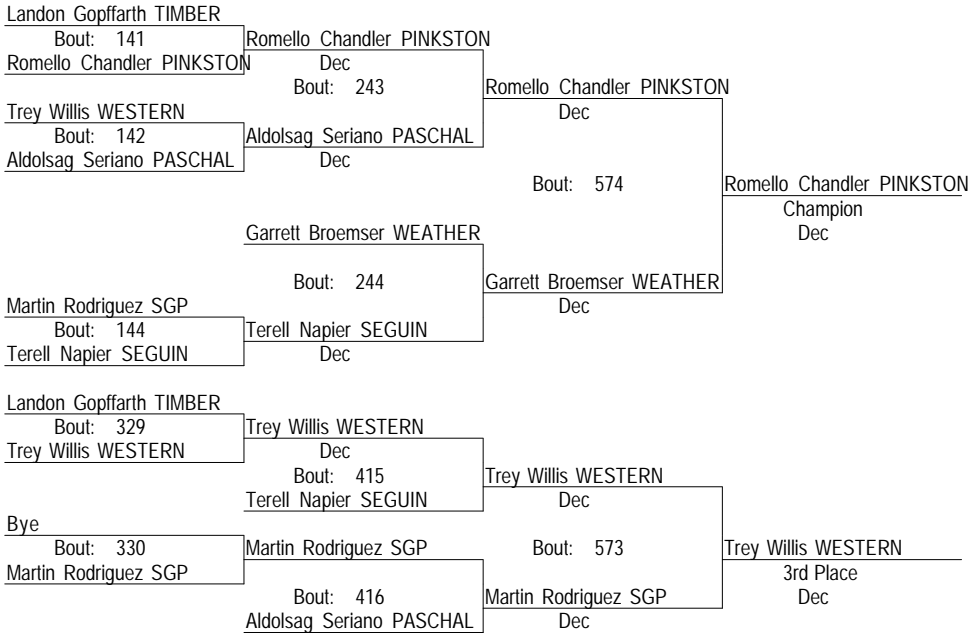 Landon Gopffarth TIMBER
Bout: 141
Romello Chandler PINKSTON
Romello Chandler PINKSTON
Dec
Bout: 243
Romello Chandler PINKSTON
Dec
Trey Willis WESTERN
Bout: 142
Aldolsag Seriano PASCHAL
Aldolsag Seriano PASCHAL
Dec
Bout: 574
Romello Chandler PINKSTON
Champion
Dec
Garrett Broemser WEATHER
Bout: 244
Garrett Broemser WEATHER
Dec
Martin Rodriguez SGP
Bout: 144
Terell Napier SEGUIN
Terell Napier SEGUIN
Dec
Landon Gopffarth TIMBER
Bout: 329
Trey Willis WESTERN
Trey Willis WESTERN
Dec
Bout: 415
Trey Willis WESTERN
Dec
Terell Napier SEGUIN
Bye
Bout: 330
Martin Rodriguez SGP
Martin Rodriguez SGP
Bout: 573
Trey Willis WESTERN
3rd Place
Dec
Bout: 416
Martin Rodriguez SGP
Dec
Aldolsag Seriano PASCHAL